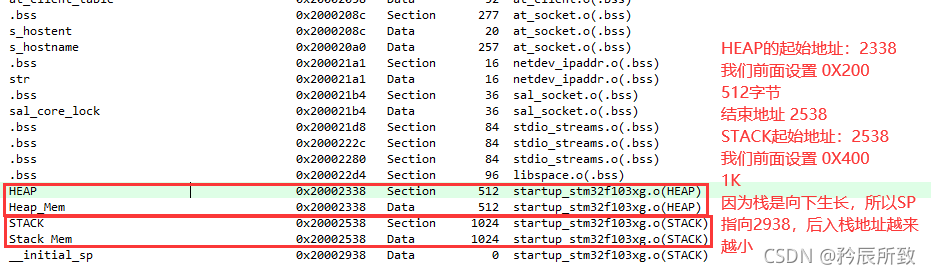 at_client_table 0x20002058 Data 52 at_client.o(.bss)
.bss 0x2000208c Section 277 at_socket.o(.bss)
s_hostent 0x2000208c Data 20 at_socket.o(.bss)
s_hostname 0x200020a0 Data 257 at_socket.o(.bss)
.bss 0x200021a1 Section 16 netdev_ipaddr.o(.bss)
str 0x200021a1 Data 16 netdev_ipaddr.o(.bss)
.bss 0x200021b4 Section 36 sal_socket.o(.bss)
sal_core_lock 0x200021b4 Data 36 sal_socket.o(.bss)
.bss 0x200021d8 Section 84 stdio_streams.o(.bss)
.bss 0x2000222c Section 84 stdio_streams.o(.bss)
.bss 0x20002280 Section 84 stdio_streams.o(.bss)
.bss 0x200022d4 Section 96 libspace.o(.bss)
HEAP 0x20002338 Section 512 startup_stm32f103xg.o(HEAP)
Heap_Mem 0x20002338 Data 512 startup_stm32f103xg.o(HEAP)
STACK 0x20002538 Section 1024 startup_stm32f103xg.o(STACK)
Stack_Mem 0x20002538 Data 1024 startup_stm32f103xg.o(STACK)
__initial_sp 0x20002938 Data 0 startup_stm32f103xg.o(STACK)
HEAP的起始地址：2338
我们前面设置 0X200
512字节
结束地址 2538
STACK起始地址：2538
我们前面设置 0X400
1K
因为栈是向下生长，所以SP
指向2938，后入栈地址越来
越小
CSDN @矜辰所致